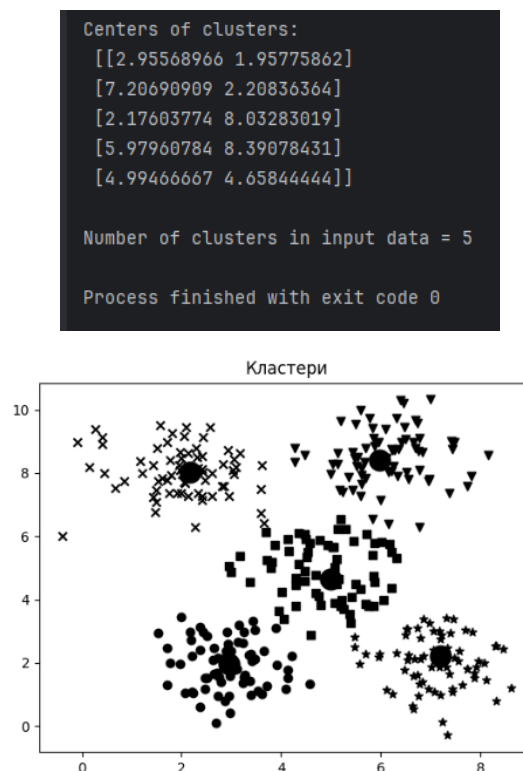 Centers of clusters:
[[2.95568966 1.95775862]
[7.20690909 2.20836364]
[2.17603774 8.03283019]
[5.97960784 8.39078431]
[4.99466667 4.65844444]]
Number of clusters in input data = 5
Process finished with exit code 0
Кластери
10
8
6
4
2
0
0 2 4 6 8